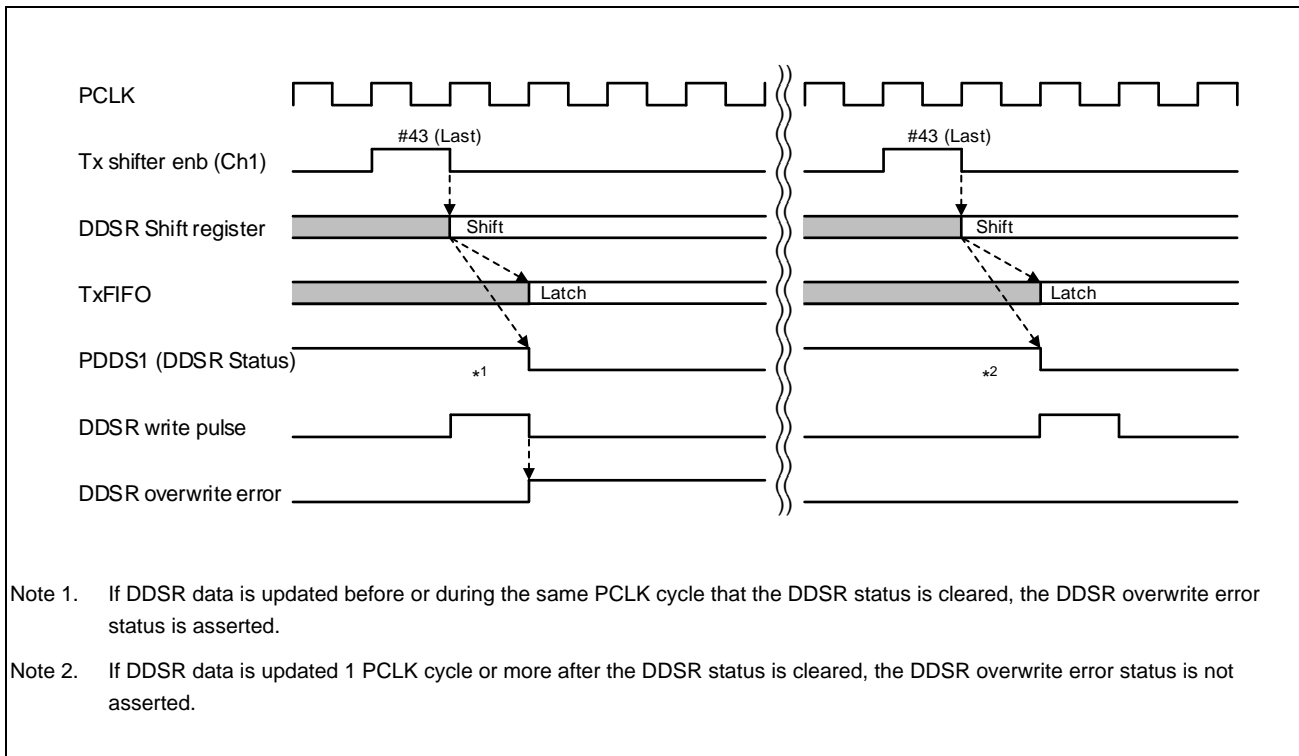 PCLK
#43 (Last) #43 (Last)
Tx shifter enb (Ch1)
DDSR Shift register Shift Shift
TxFIFO Latch Latch
PDDS1 (DDSR Status)
*1 *2
DDSR write pulse
DDSR overwrite error
Note 1. If DDSR data is updated before or during the same PCLK cycle that the DDSR status is cleared, the DDSR overwrite error
status is asserted.
Note 2. If DDSR data is updated 1 PCLK cycle or more after the DDSR status is cleared, the DDSR overwrite error status is not
asserted.